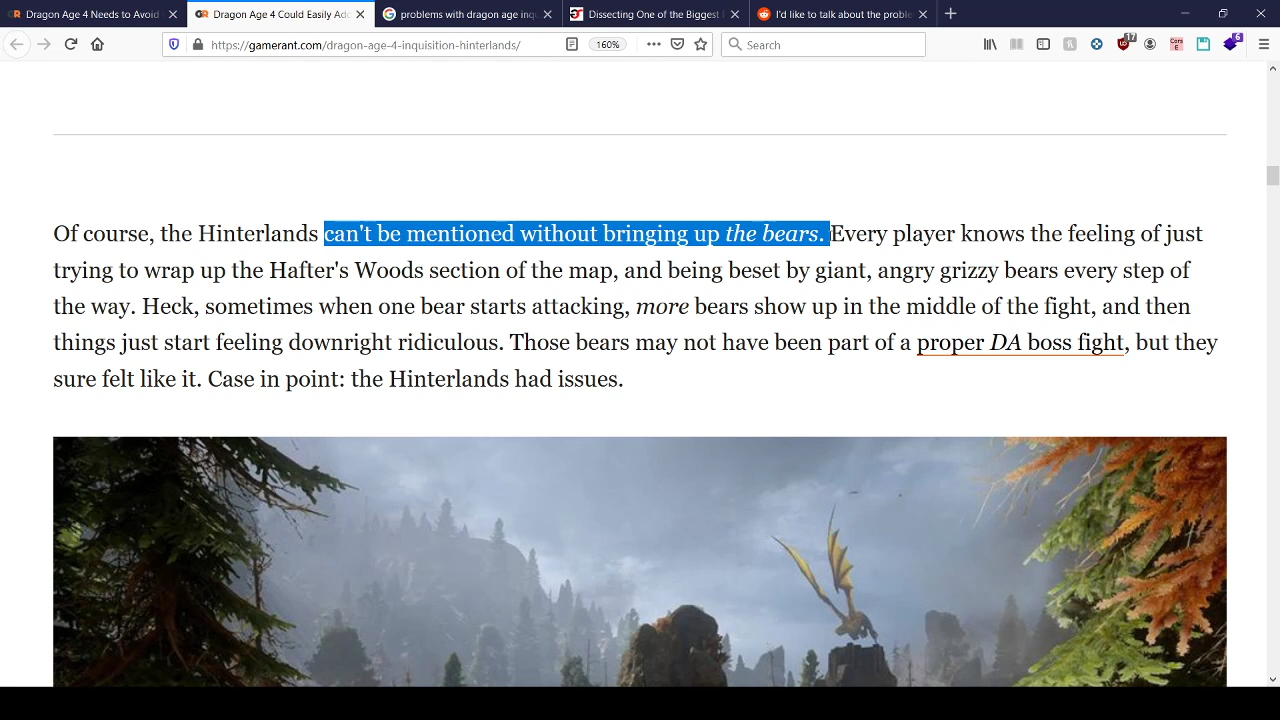 Dragon Age 4 Needs to Avoid
Dragon Age 4 Could Easily Add
problems with dragon age inq
Dissecting One of the Biggest
I'd like to talk about the proble
https://gamerant.com/dragon-age-4-inquisition-hinterlands/
160%
Search
17
6
Of course, the Hinterlands can't be mentioned without bringing up the bears. Every player knows the feeling of just
trying to wrap up the Hafter's Woods section of the map, and being beset by giant, angry grizzy bears every step of
the way. Heck, sometimes when one bear starts attacking, more bears show up in the middle of the fight, and then
things just start feeling downright ridiculous. Those bears may not have been part of a proper DA boss fight, but they
sure felt like it. Case in point: the Hinterlands had issues.